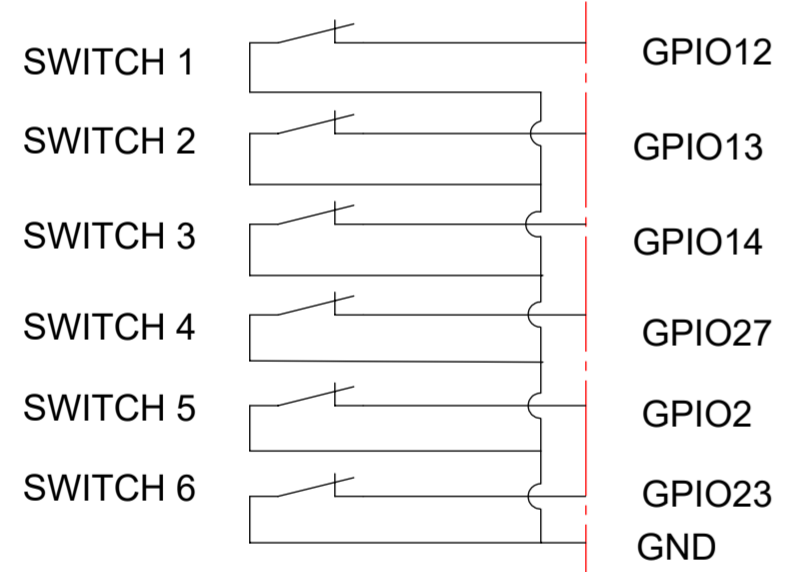 SWITCH 1 GPIO12
SWITCH 2 GPIO13
SWITCH 3 GPIO14
SWITCH 4 GPIO27
SWITCH 5 GPIO2
SWITCH 6 GPIO23
GND